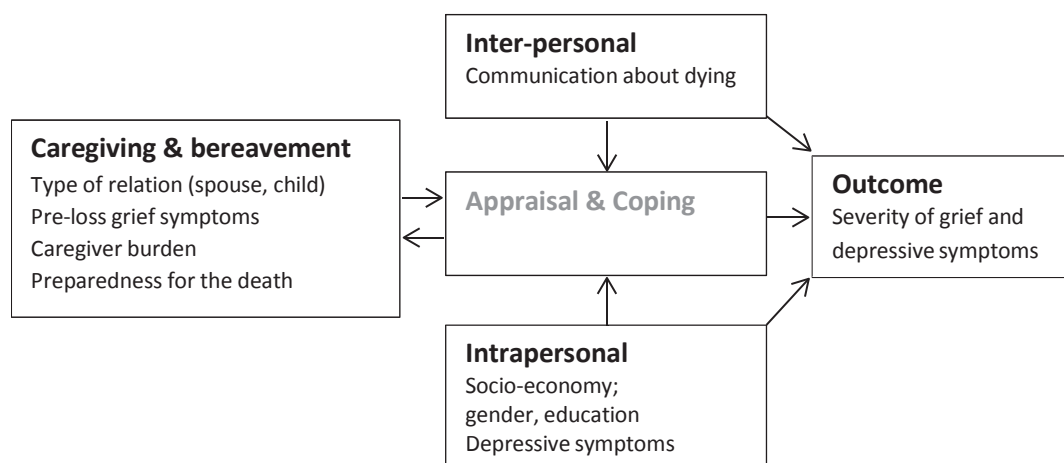 Inter-personal
Communication about dying
Caregiving & bereavement
Type of relation (spouse, child)
Pre-loss grief symptoms
Caregiver burden
Preparedness for the death
Appraisal & Coping
Outcome
Severity of grief and
depressive symptoms
Intrapersonal
Socio-economy;
gender, education
Depressive symptoms